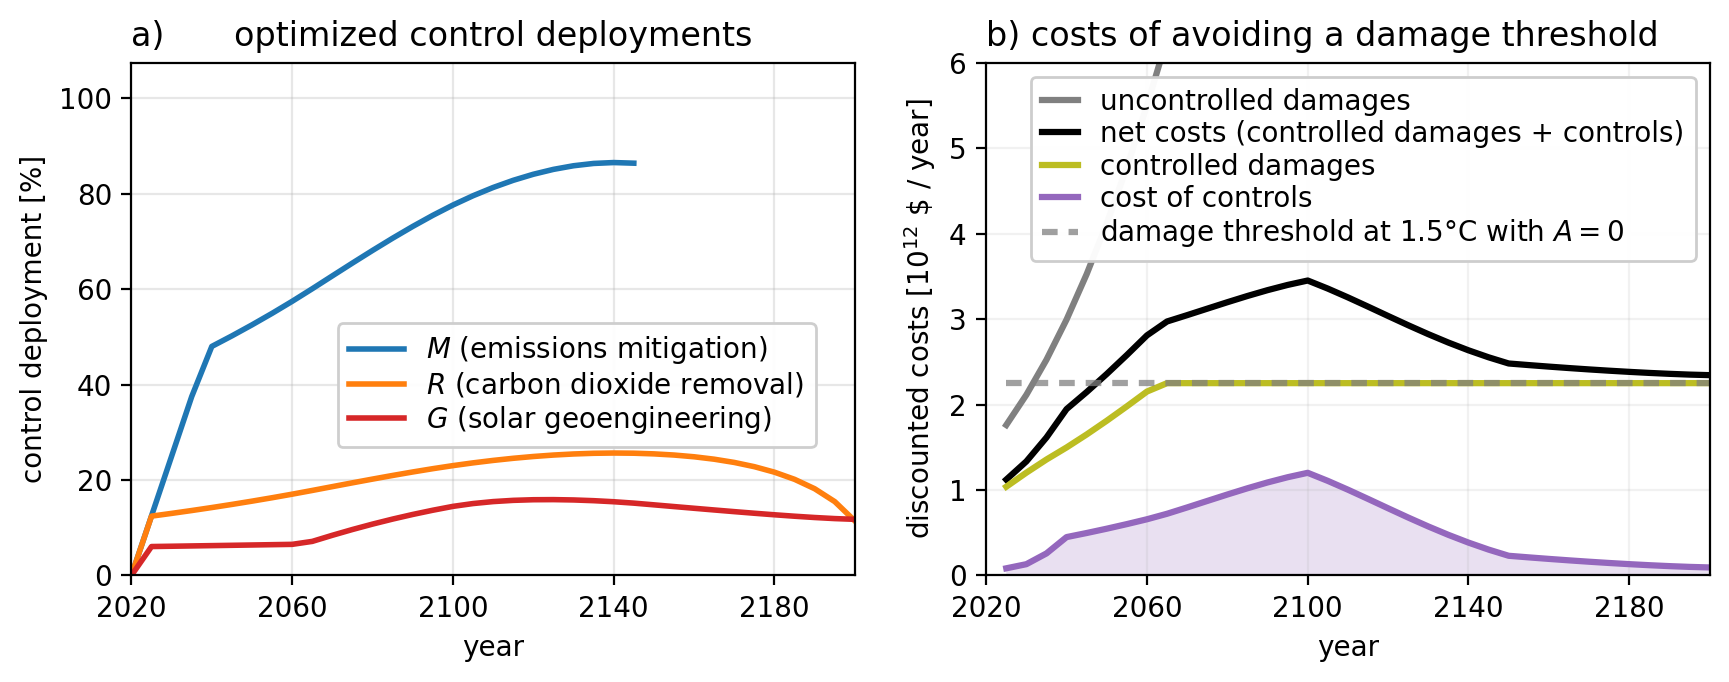 a) optimized control deployments
control deployment [%]
100
80
60
40
20
0
2020 2060 2100 2140 2180
year
M (emissions mitigation)
R (carbon dioxide removal)
G (solar geoengineering)
b) costs of avoiding a damage threshold
discounted costs [10¹² $ / year]
6
5
4
3
2
1
0
2020 2060 2100 2140 2180
year
uncontrolled damages
net costs (controlled damages + controls)
controlled damages
cost of controls
damage threshold at 1.5°C with A = 0